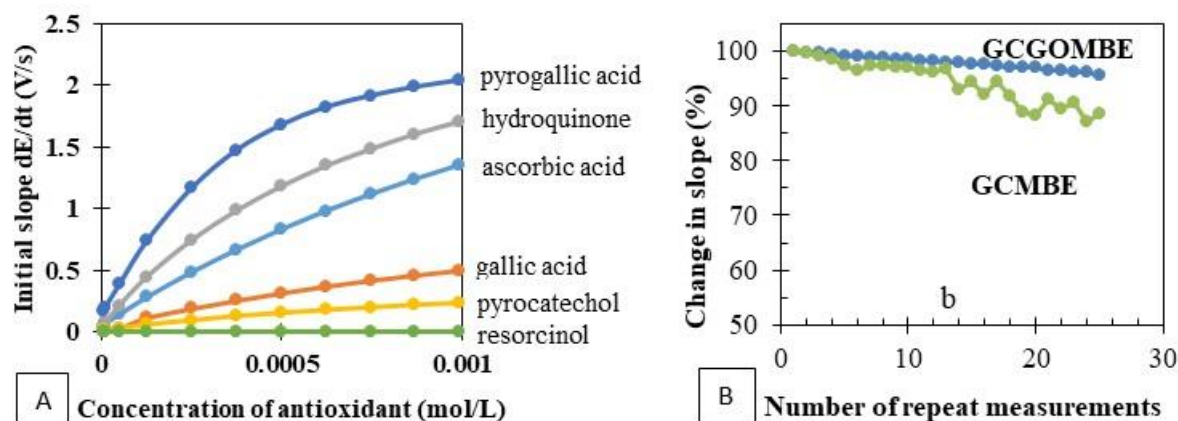 2.5
2
1.5
1
0.5
0
0
0.0005
0.001
Initial slope dE/dt (V/s)
pyrogallic acid
hydroquinone
ascorbic acid
gallic acid
pyrocatechol
resorcinol
A
Concentration of antioxidant (mol/L)
100
90
80
70
60
50
0
10
20
30
Change in slope (%)
GCGOMBE
GCMBE
b
B
Number of repeat measurements